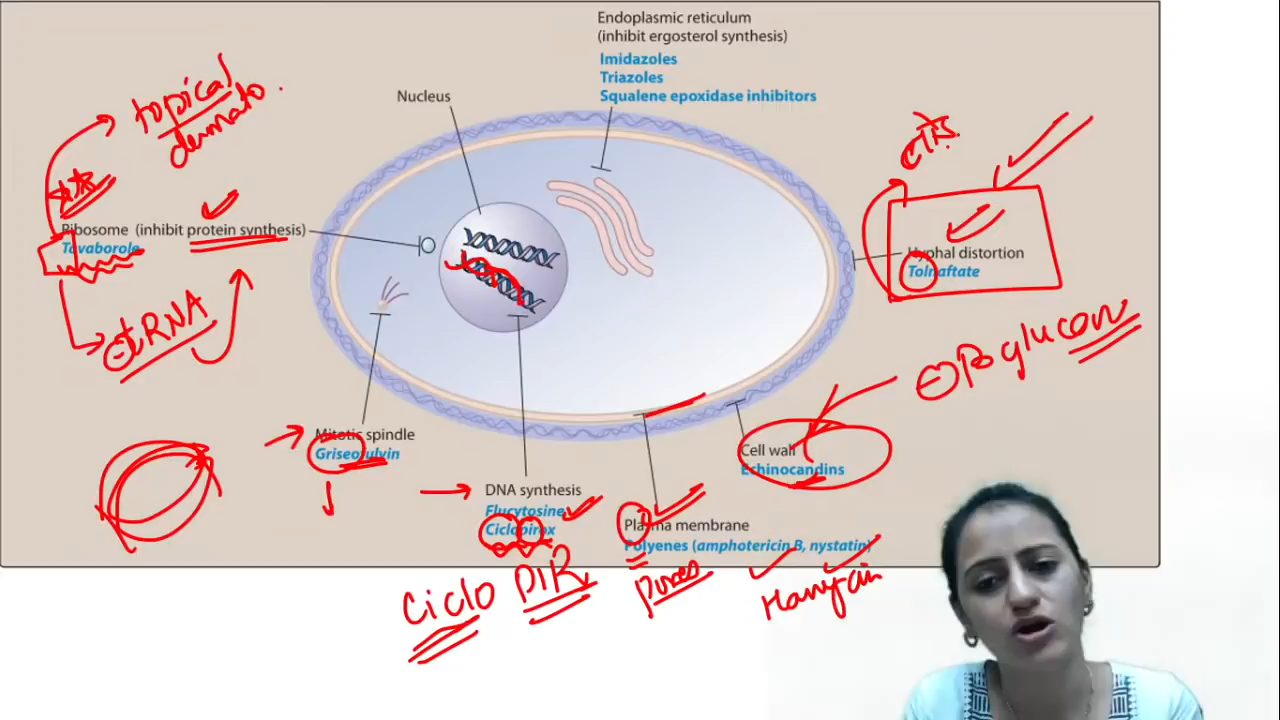 Endoplasmic reticulum
(inhibit ergosterol synthesis)
Imidazoles
Triazoles
Squalene epoxidase inhibitors
Nucleus
topical
dermato
Ribosome (inhibit protein synthesis)
Tavaborole
tRNA
Hyphal distortion
Tolnaftate
β glucan
Mitotic spindle
Griseofulvin
Cell wall
Echinocandins
DNA synthesis
Flucytosine
Ciclopirox
Plasma membrane
Polyenes (amphotericin B, nystatin)
Ciclo PIR
Pores
Hamycin